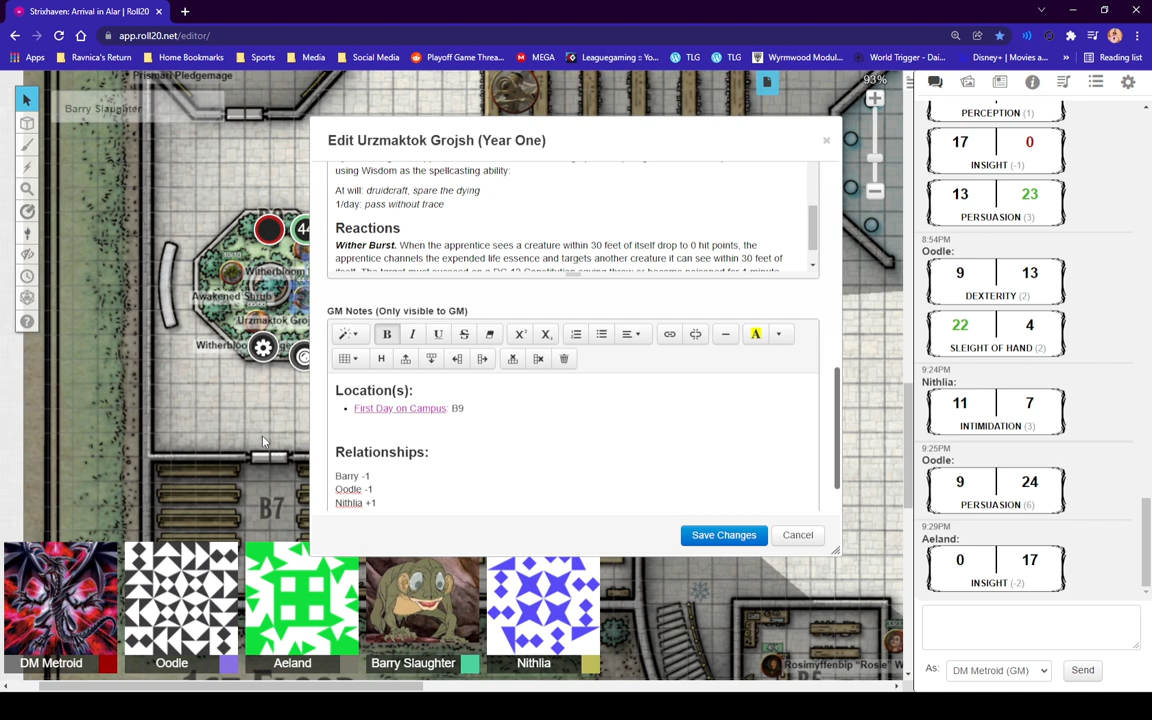 Strixhaven: Arrival in Alar | Roll20
app.roll20.net/editor/
Apps
Ravnica's Return
Home Bookmarks
Sports
Media
Social Media
Playoff Game Threa...
MEGA
Leaguegaming :: Yo...
TLG
TLG
Wyrmwood Modul...
World Trigger - Dai...
Disney+ | Movies a...
»
Reading list
Prismari Pledgemage
Barry Slaughter
93%
Witherbloom
Awakened Shrub
Urzmaktok Gro
Witherbloo
B7
Edit Urzmaktok Grojsh (Year One)
using Wisdom as the spellcasting ability:
At will: druidcraft, spare the dying
1/day: pass without trace
Reactions
Wither Burst. When the apprentice sees a creature within 30 feet of itself drop to 0 hit points, the
apprentice channels the expended life essence and targets another creature it can see within 30 feet of
GM Notes (Only visible to GM)
Location(s):
• First Day on Campus: B9
Relationships:
Barry -1
Oodle -1
Nithlia +1
Save Changes
Cancel
PERCEPTION (1)
17 0
INSIGHT (-1)
13 23
PERSUASION (3)
8:54PM
Oodle:
9 13
DEXTERITY (2)
22 4
SLEIGHT OF HAND (2)
9:24PM
Nithlia:
11 7
INTIMIDATION (3)
9:25PM
Oodle:
9 24
PERSUASION (6)
9:29PM
Aeland:
0 17
INSIGHT (-2)
As:
DM Metroid (GM)
Send
DM Metroid
Oodle
Aeland
Barry Slaughter
Nithlia
Rosimyffenbip "Rosie" W